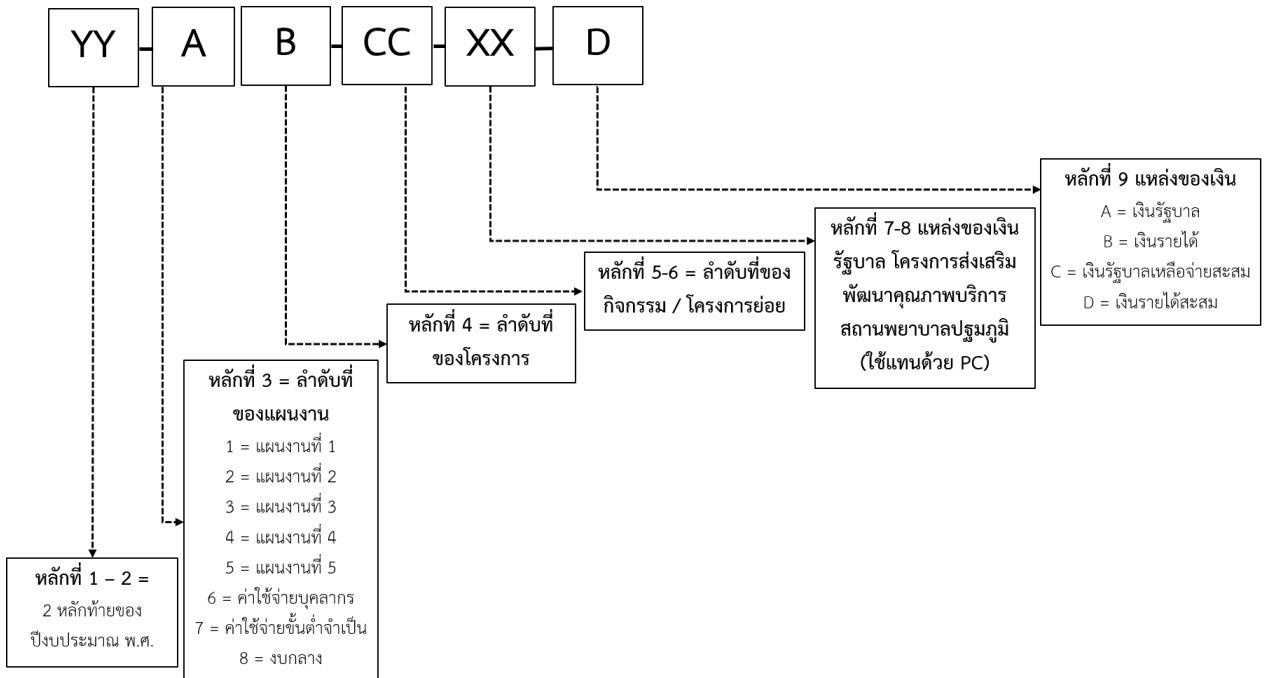 YY - A B - CC - XX - D
หลักที่ 9 แหล่งของเงิน
A = เงินรัฐบาล
B = เงินรายได้
C = เงินรัฐบาลเหลือจ่ายสะสม
D = เงินรายได้สะสม
หลักที่ 7-8 แหล่งของเงิน
รัฐบาล โครงการส่งเสริม
พัฒนาคุณภาพบริการ
สถานพยาบาลปฐมภูมิ
(ใช้แทนด้วย PC)
หลักที่ 5-6 = ลำดับที่ของ
กิจกรรม / โครงการย่อย
หลักที่ 4 = ลำดับที่
ของโครงการ
หลักที่ 3 = ลำดับที่
ของแผนงาน
1 = แผนงานที่ 1
2 = แผนงานที่ 2
3 = แผนงานที่ 3
4 = แผนงานที่ 4
5 = แผนงานที่ 5
6 = ค่าใช้จ่ายบุคลากร
7 = ค่าใช้จ่ายขั้นต่ำจำเป็น
8 = งบกลาง
หลักที่ 1 – 2 =
2 หลักท้ายของ
ปีงบประมาณ พ.ศ.